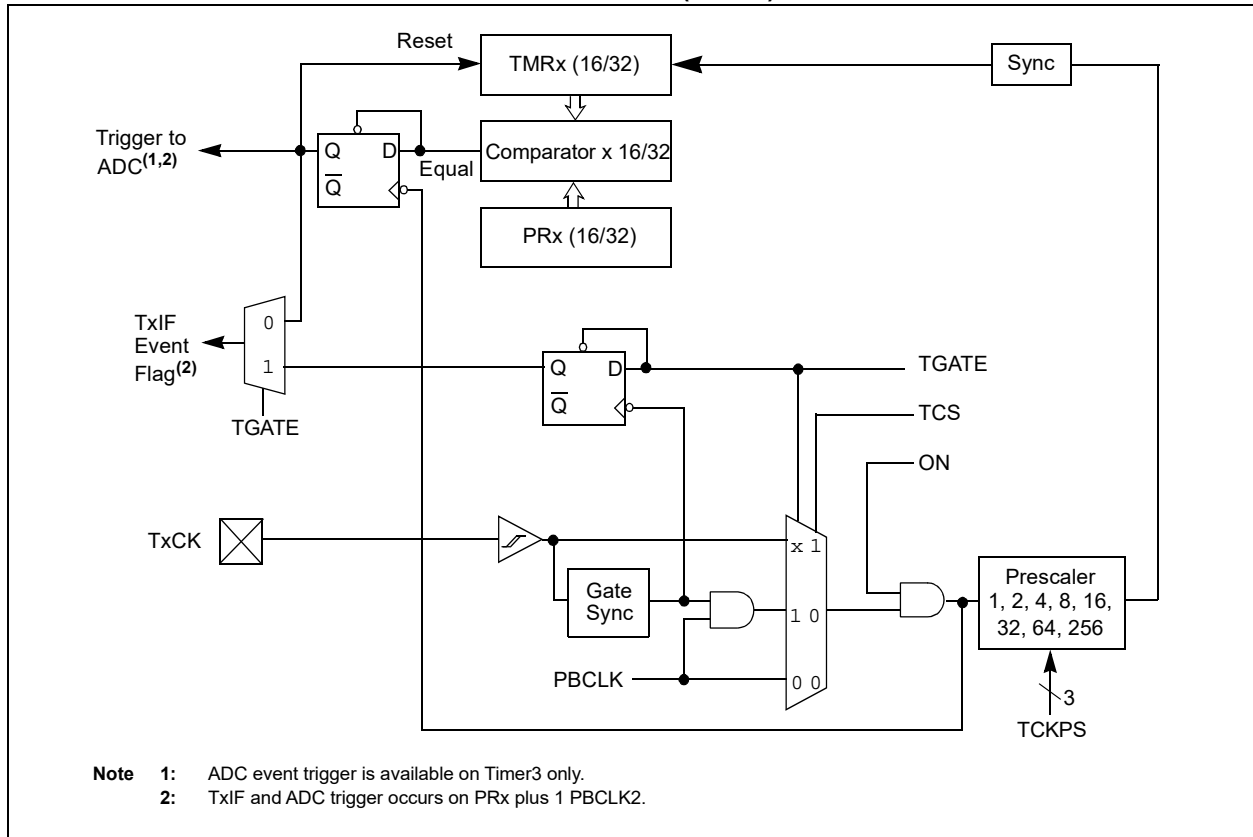 Reset
TMRx (16/32)
Sync
Trigger to
ADC(1,2)
Q D
Q
Equal
Comparator x 16/32
PRx (16/32)
TxIF
Event
Flag(2)
0
1
TGATE
Q D
Q
TGATE
TCS
ON
TxCK
x 1
Gate
Sync
1 0
PBCLK
0 0
Prescaler
1, 2, 4, 8, 16,
32, 64, 256
3
TCKPS
Note 1: ADC event trigger is available on Timer3 only.
2: TxIF and ADC trigger occurs on PRx plus 1 PBCLK2.